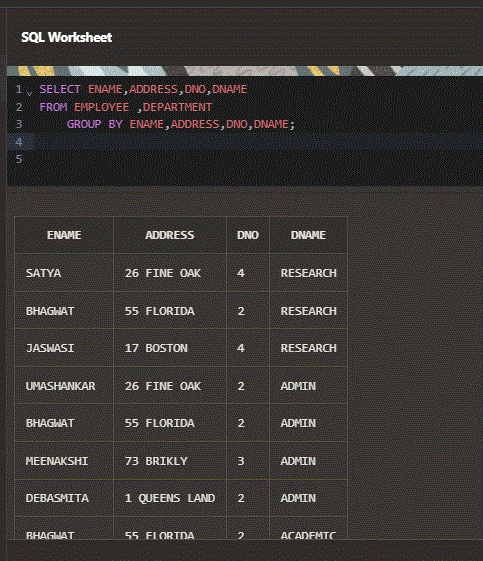 SQL Worksheet
1 SELECT ENAME,ADDRESS,DNO,DNAME
2 FROM EMPLOYEE ,DEPARTMENT
3 GROUP BY ENAME,ADDRESS,DNO,DNAME;
4
5
ENAME ADDRESS DNO DNAME
SATYA 26 FINE OAK 4 RESEARCH
BHAGWAT 55 FLORIDA 2 RESEARCH
JASWASI 17 BOSTON 4 RESEARCH
UMASHANKAR 26 FINE OAK 2 ADMIN
BHAGWAT 55 FLORIDA 2 ADMIN
MEENAKSHI 73 BRIKLY 3 ADMIN
DEBASMITA 1 QUEENS LAND 2 ADMIN
BHAGWAT 55 FLORIDA 2 ACADEMIC